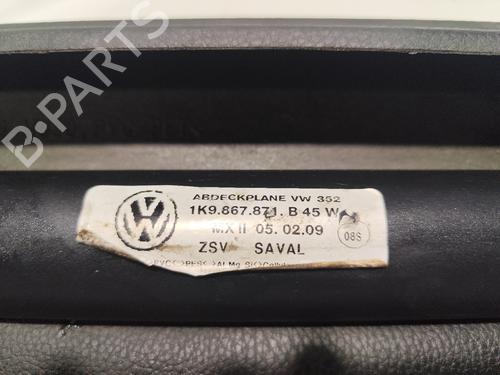 B-PARTS
ABDECKPLANE VW 352
1K9.867.871. B 45 W
MX II 05.02.09
08S
ZSV SAVAL